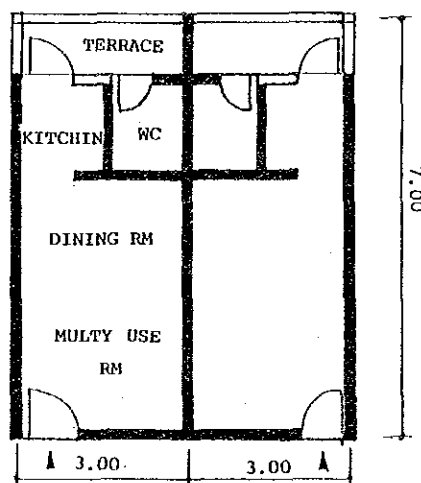 TERRACE
KITCHIN
WC
7.00
DINING RM
MULTY USE
RM
3.00
3.00